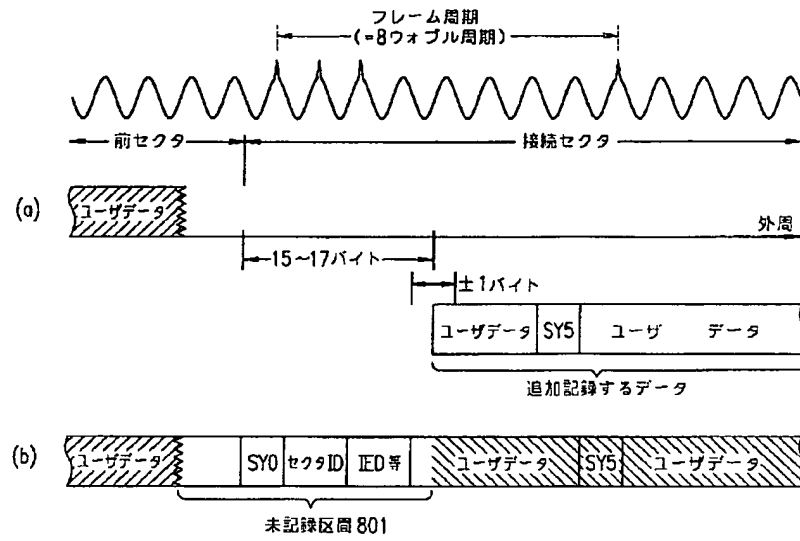 フレーム周期
(=8ウォブル周期)
前セクタ
接続セクタ
(a)
ユーザデータ
外周
15~17バイト
±1バイト
ユーザデータ
SY5
ユーザ データ
追加記録するデータ
(b)
ユーザデータ
SY0
セクタID
IED等
ユーザデータ
SY5
ユーザデータ
未記録区間801